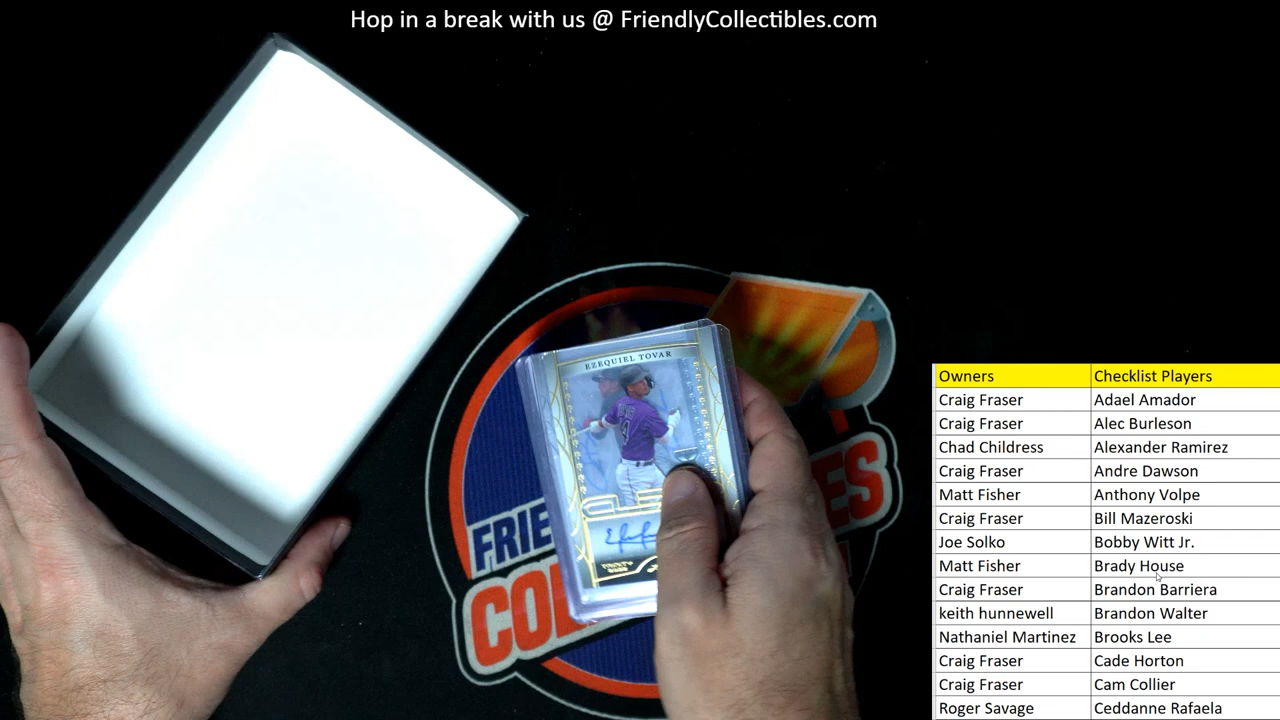 Hop in a break with us @ FriendlyCollectibles.com
EZEQUIEL TOVAR
Owners Checklist Players
Craig Fraser Adael Amador
Craig Fraser Alec Burleson
Chad Childress Alexander Ramirez
Craig Fraser Andre Dawson
Matt Fisher Anthony Volpe
Craig Fraser Bill Mazeroski
Joe Solko Bobby Witt Jr.
Matt Fisher Brady House
Craig Fraser Brandon Barriera
keith hunnewell Brandon Walter
Nathaniel Martinez Brooks Lee
Craig Fraser Cade Horton
Craig Fraser Cam Collier
Roger Savage Ceddanne Rafaela